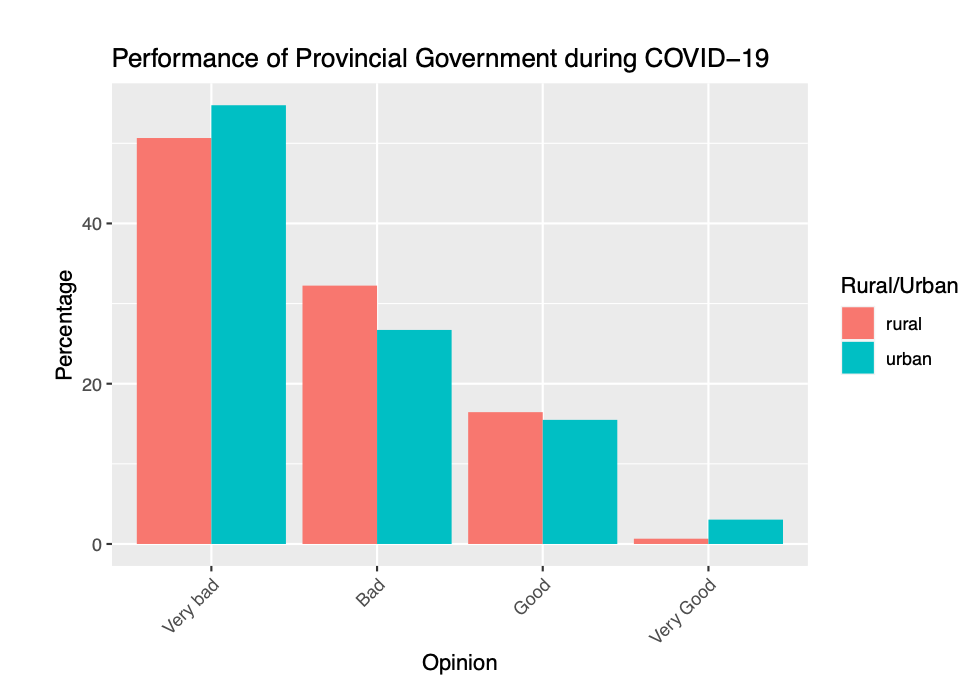 Performance of Provincial Government during COVID−19
Percentage
40
20
0
Very bad
Bad
Good
Very Good
Opinion
Rural/Urban
rural
urban